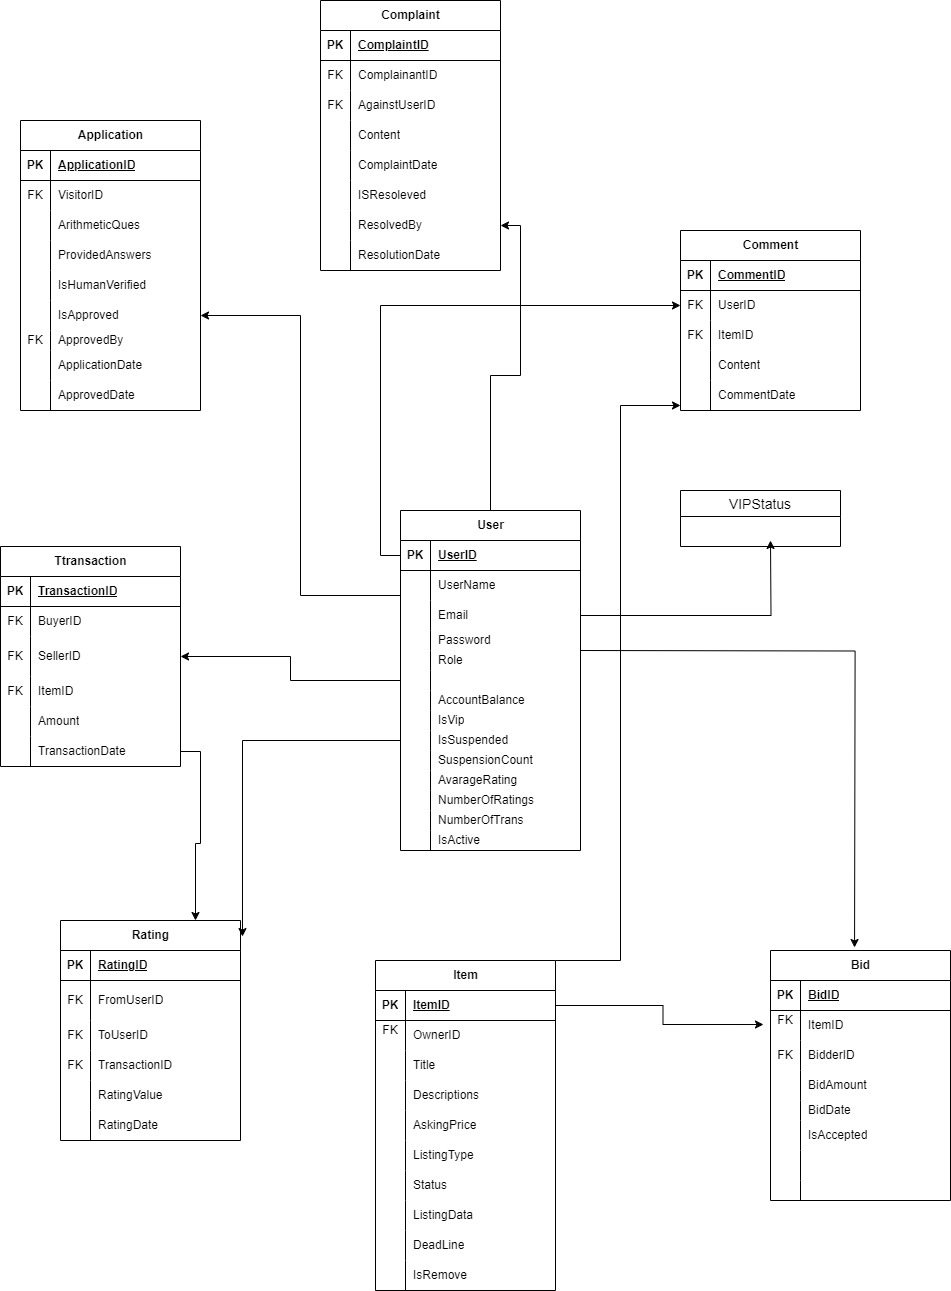 Complaint
PK ComplaintID
FK ComplainantID
FK AgainstUserID
Content
ComplaintDate
ISResoleved
ResolvedBy
ResolutionDate
Application
PK ApplicationID
FK VisitorID
ArithmeticQues
ProvidedAnswers
IsHumanVerified
IsApproved
FK ApprovedBy
ApplicationDate
ApprovedDate
Comment
PK CommentID
FK UserID
FK ItemID
Content
CommentDate
VIPStatus
User
PK UserID
UserName
Email
Password
Role
AccountBalance
IsVip
IsSuspended
SuspensionCount
AvarageRating
NumberOfRatings
NumberOfTrans
IsActive
Ttransaction
PK TransactionID
FK BuyerID
FK SellerID
FK ItemID
Amount
TransactionDate
Rating
PK RatingID
FK FromUserID
FK ToUserID
FK TransactionID
RatingValue
RatingDate
Item
PK ItemID
FK OwnerID
Title
Descriptions
AskingPrice
ListingType
Status
ListingData
DeadLine
IsRemove
Bid
PK BidID
FK ItemID
FK BidderID
BidAmount
BidDate
IsAccepted